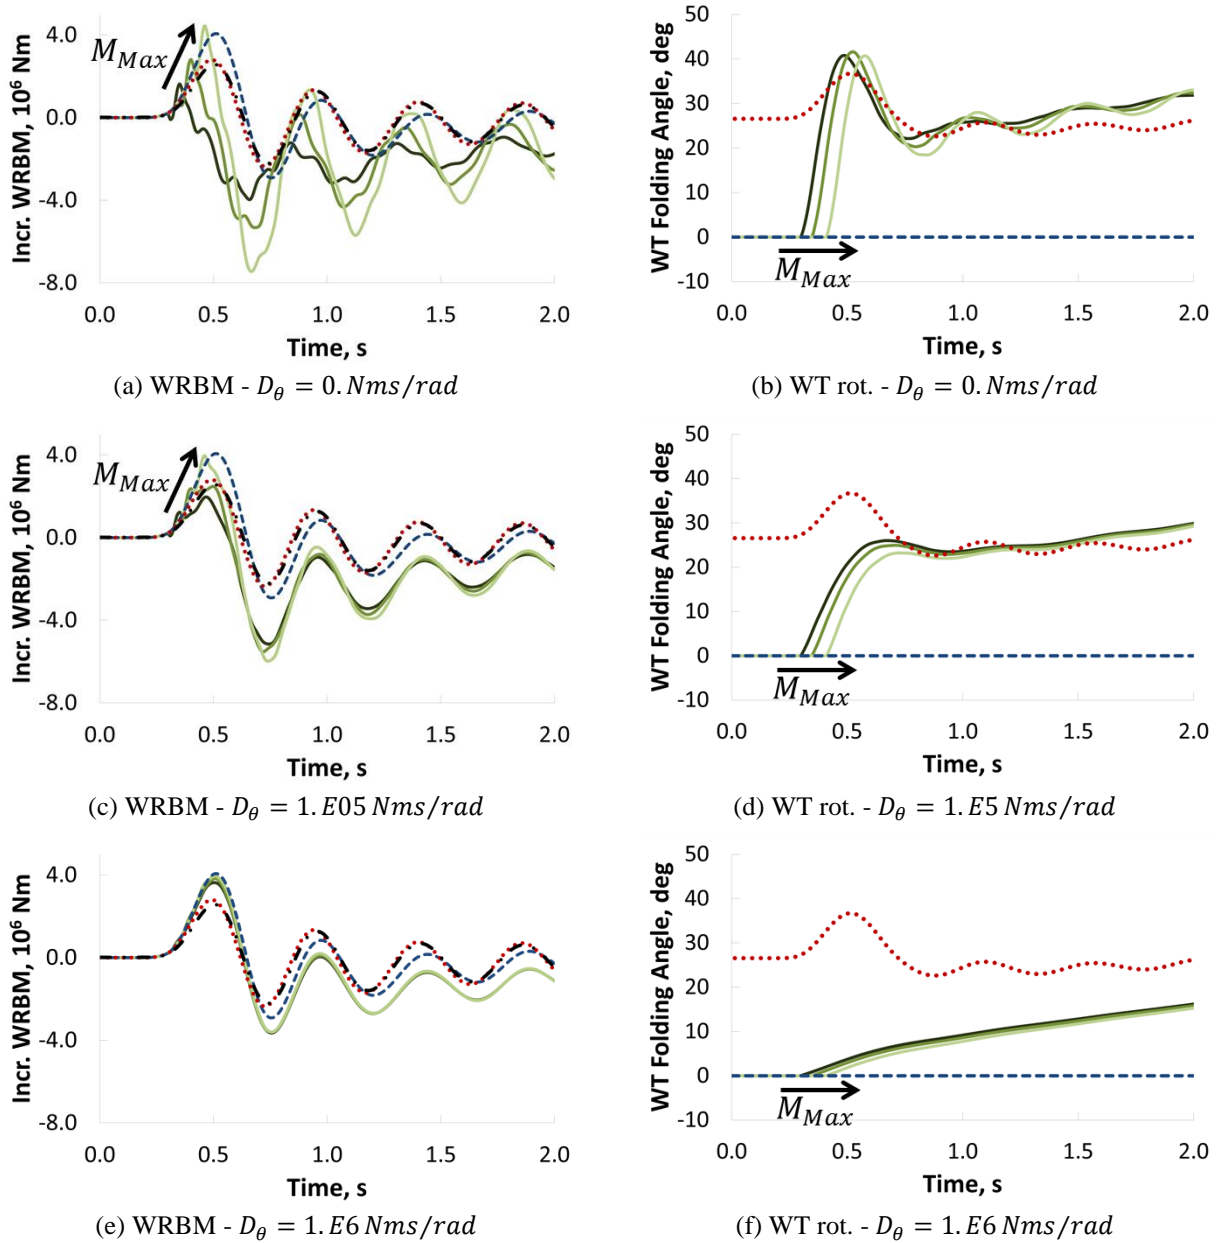 Incr. WRBM, 10⁶ Nm
4.0
0.0
-4.0
-8.0
M_Max
0.0 0.5 1.0 1.5 2.0
Time, s
(a) WRBM - D_θ = 0. Nms/rad
WT Folding Angle, deg
50
40
30
20
10
0
-10
M_Max
0.0 0.5 1.0 1.5 2.0
Time, s
(b) WT rot. - D_θ = 0. Nms/rad
Incr. WRBM, 10⁶ Nm
4.0
0.0
-4.0
-8.0
M_Max
0.0 0.5 1.0 1.5 2.0
Time, s
(c) WRBM - D_θ = 1. E05 Nms/rad
WT Folding Angle, deg
50
40
30
20
10
0
-10
M_Max
0.0 0.5 1.0 1.5 2.0
Time, s
(d) WT rot. - D_θ = 1. E5 Nms/rad
Incr. WRBM, 10⁶ Nm
4.0
0.0
-4.0
-8.0
0.0 0.5 1.0 1.5 2.0
Time, s
(e) WRBM - D_θ = 1. E6 Nms/rad
WT Folding Angle, deg
50
40
30
20
10
0
-10
M_Max
0.0 0.5 1.0 1.5 2.0
Time, s
(f) WT rot. - D_θ = 1. E6 Nms/rad